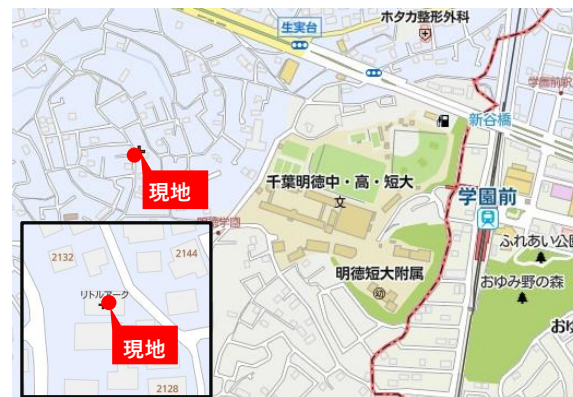 ホタカ整形外科
生実台
学園前駅
新谷橋
現地
千葉明徳中・高・短大
文
学園前
明徳学園
ふれあい公園
明徳短大附属
幼
おゆみ野の森
お
2132
2144
リトルアーク
現地
2128